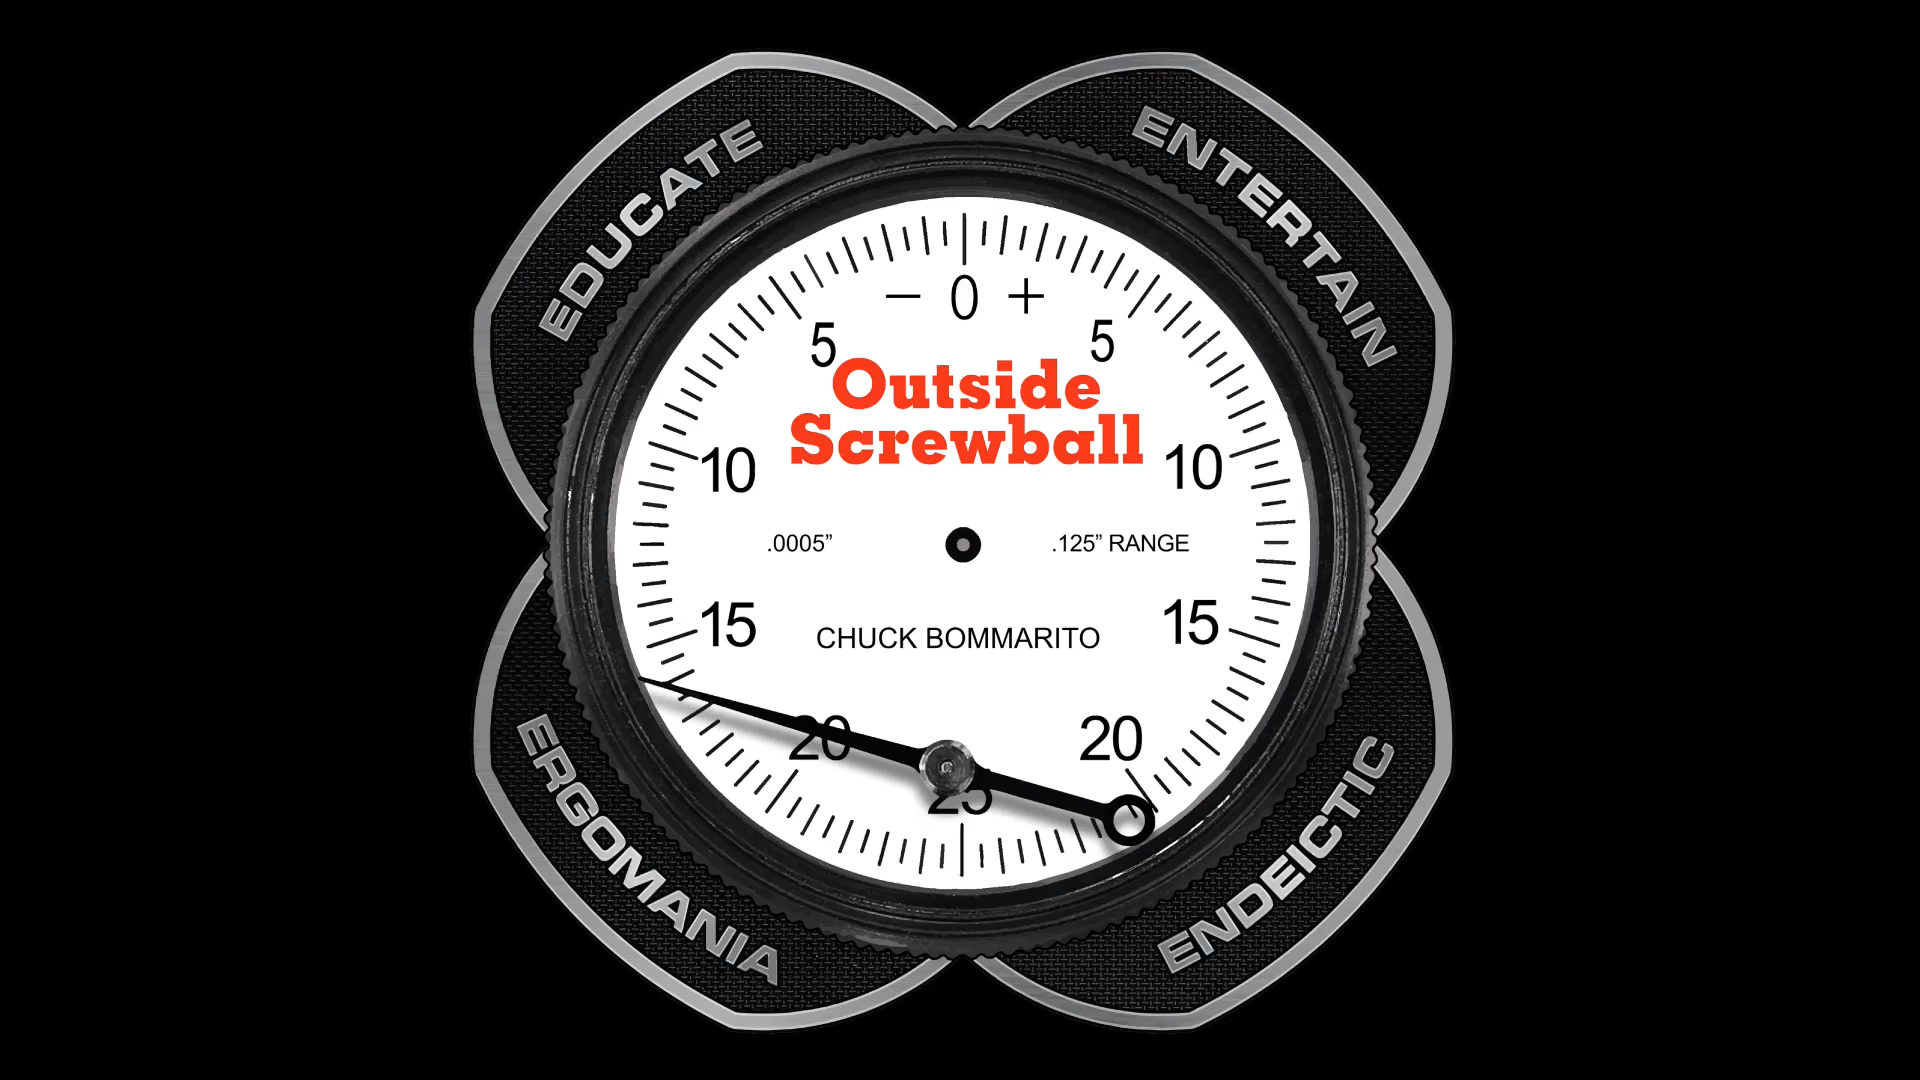 EDUCATE
ENTERTAIN
− 0 +
5 5
Outside
Screwball
10 10
.0005” .125” RANGE
15 15
CHUCK BOMMARITO
20 20
25
ERGOMANIA
ENDEICTIC